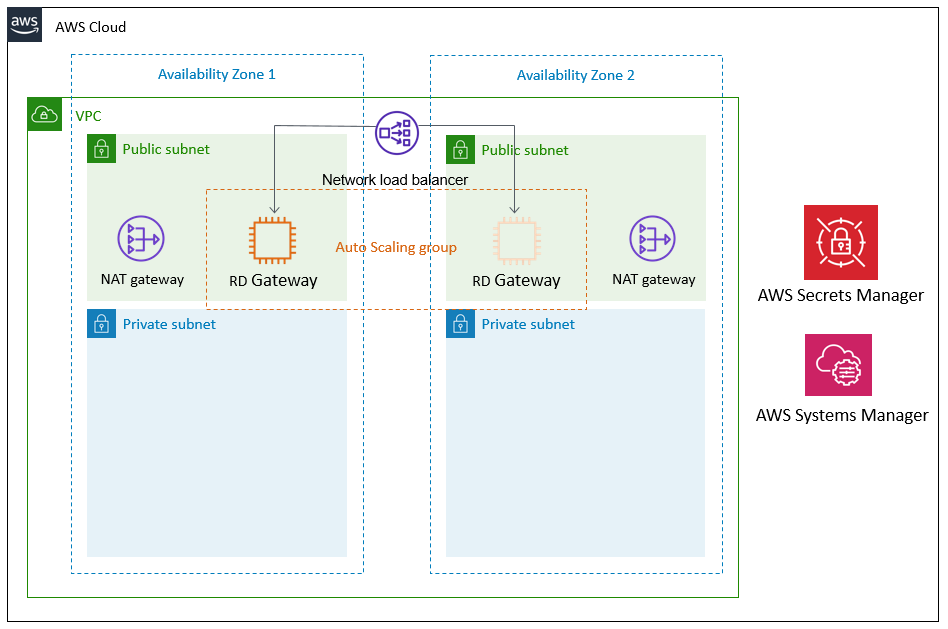 aws
AWS Cloud
Availability Zone 1
Availability Zone 2
VPC
Public subnet
Public subnet
Network load balancer
Auto Scaling group
NAT gateway
RD Gateway
RD Gateway
NAT gateway
AWS Secrets Manager
Private subnet
Private subnet
AWS Systems Manager